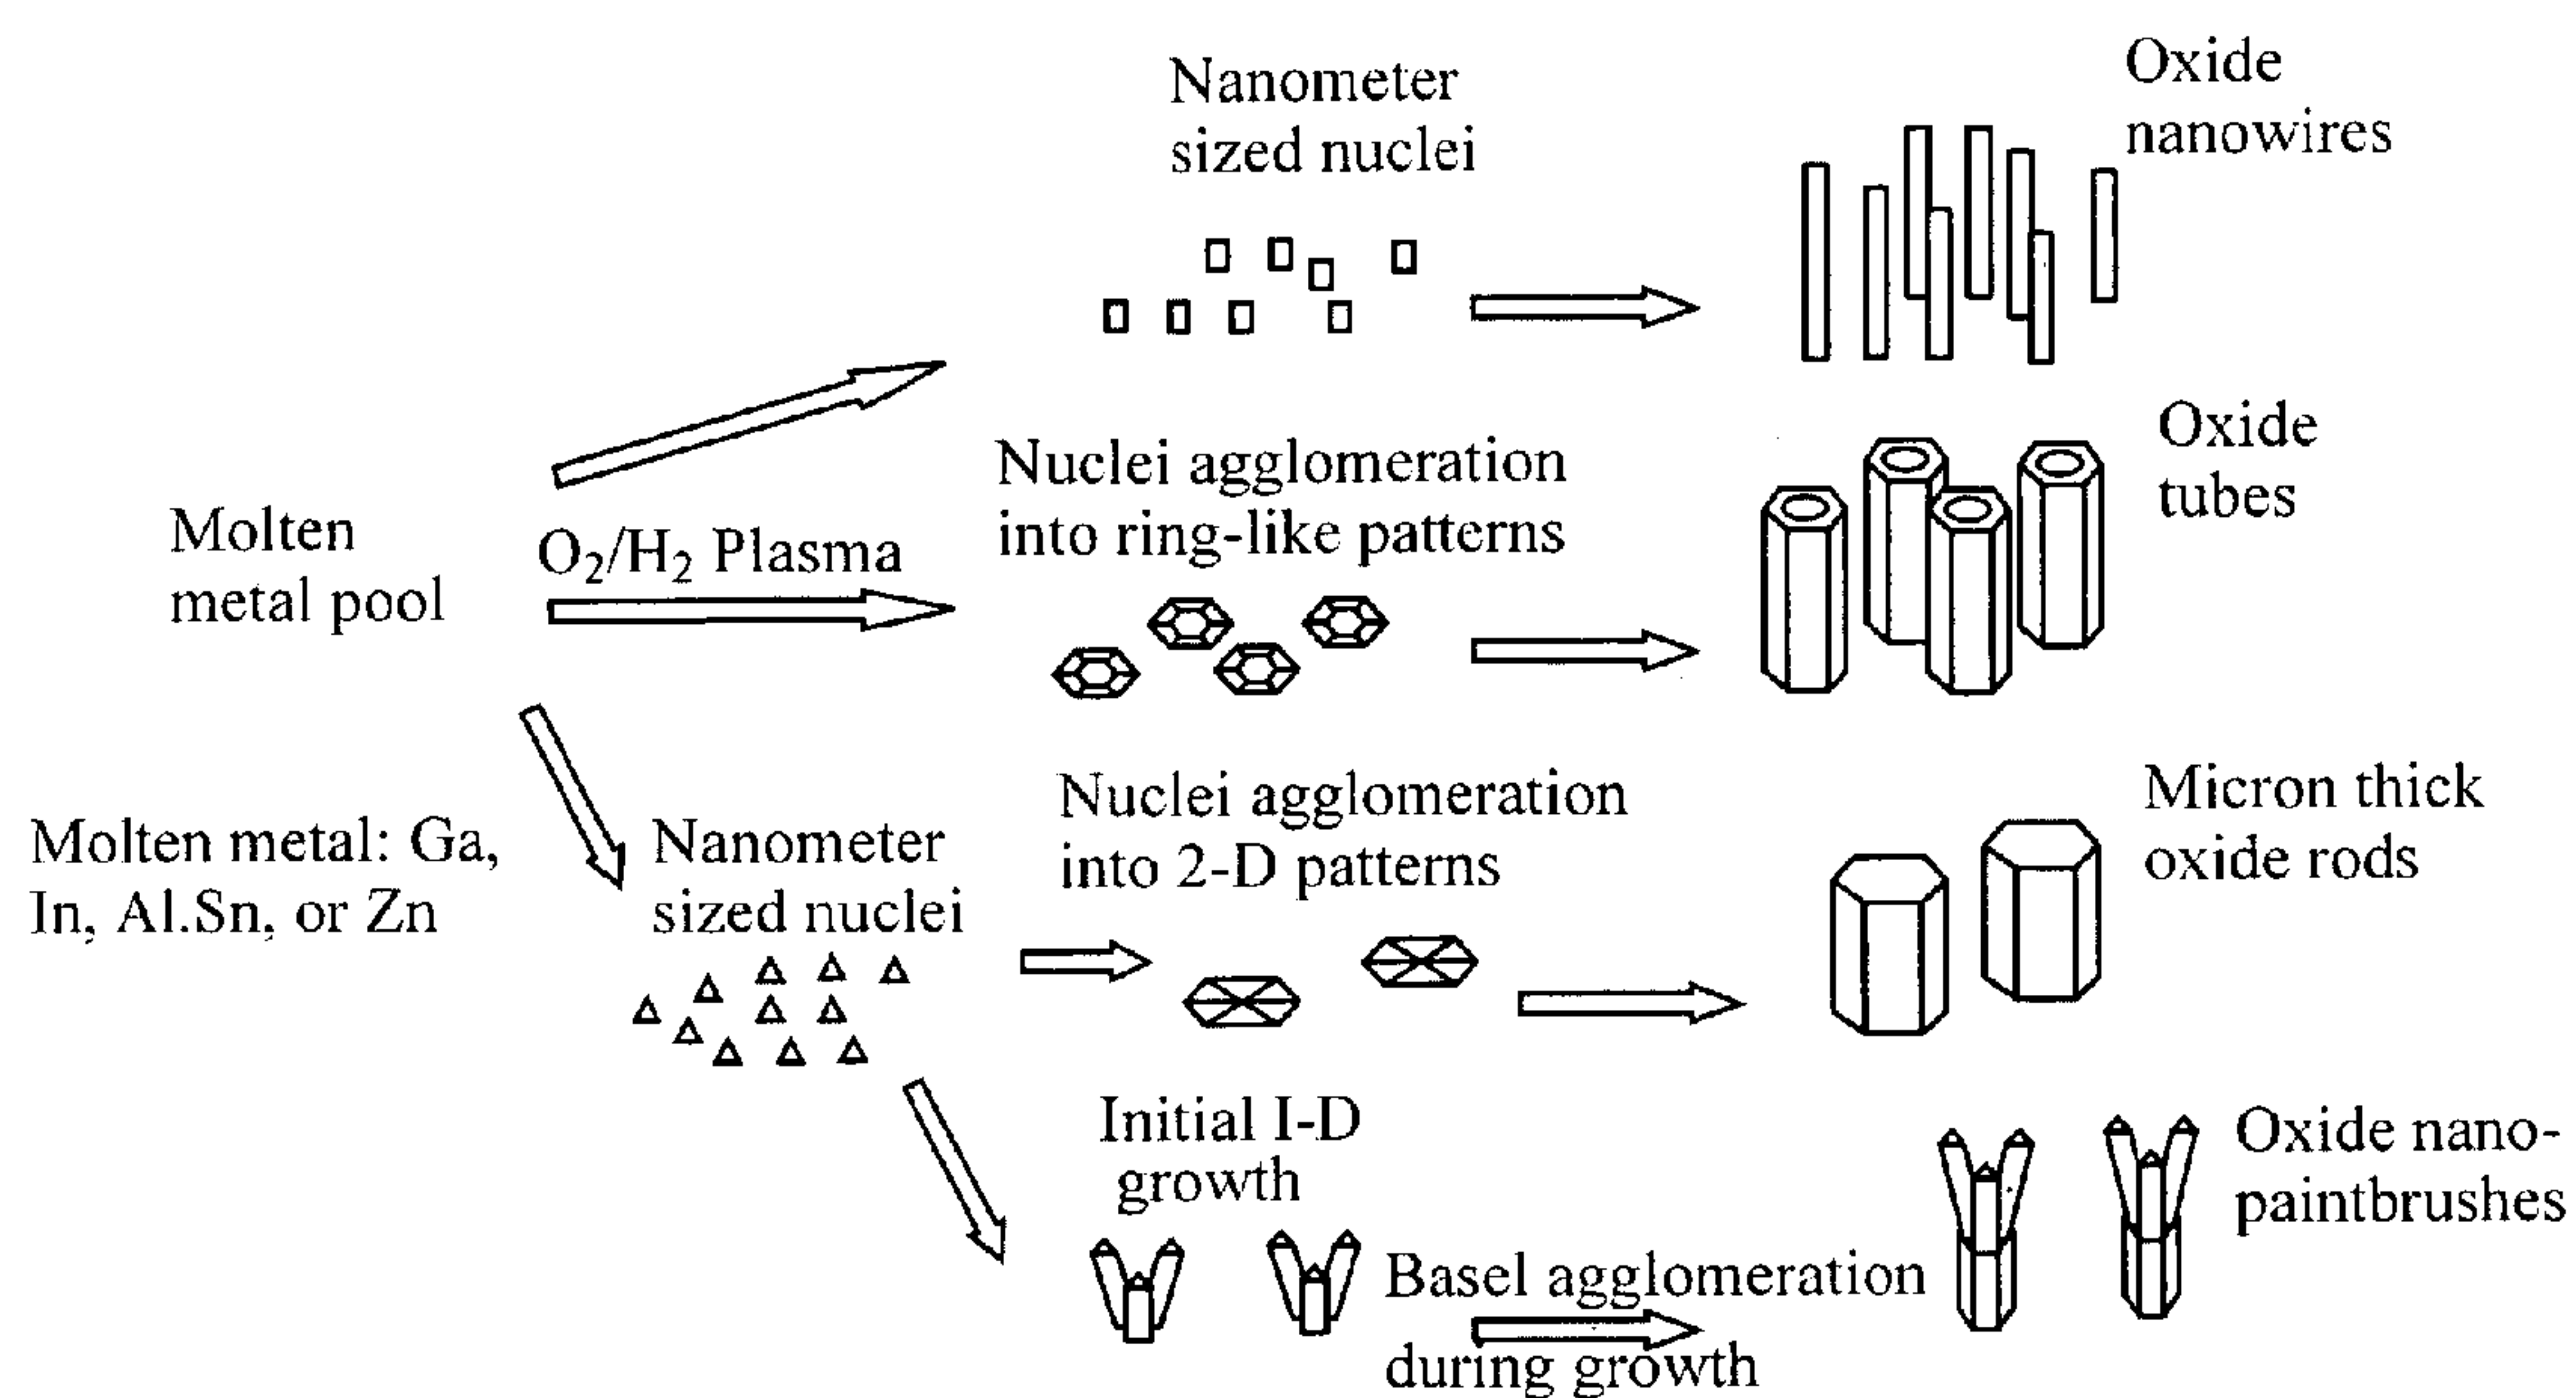 Nanometer
sized nuclei
Oxide
nanowires
Nuclei agglomeration
into ring-like patterns
Oxide
tubes
Molten
metal pool
O₂/H₂ Plasma
Molten metal: Ga,
In, Al.Sn, or Zn
Nanometer
sized nuclei
Nuclei agglomeration
into 2-D patterns
Micron thick
oxide rods
Initial I-D
growth
Basel agglomeration
during growth
Oxide nano-
paintbrushes